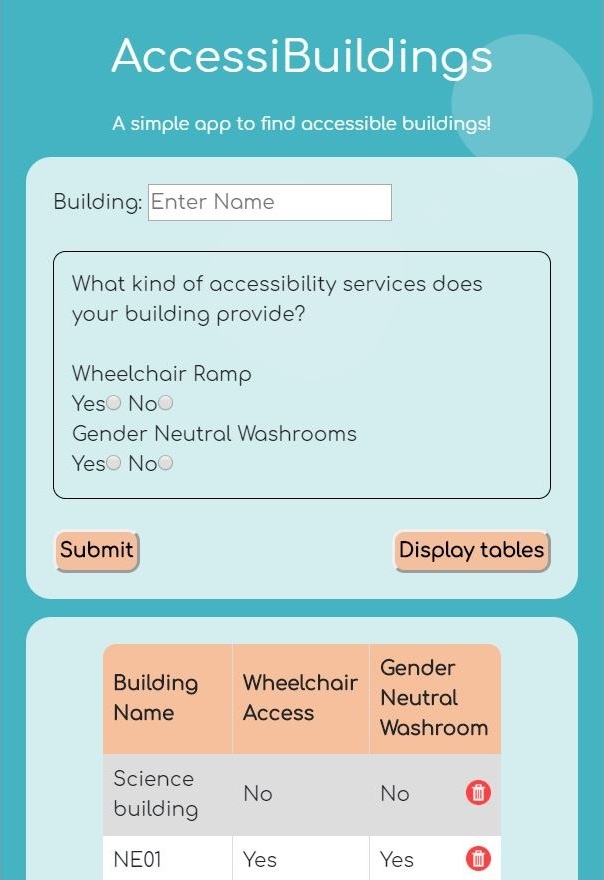 AccessiBuildings
A simple app to find accessible buildings!
Building: Enter Name
What kind of accessibility services does
your building provide?
Wheelchair Ramp
Yes No
Gender Neutral Washrooms
Yes No
Submit Display tables
Building Name Wheelchair Access Gender Neutral Washroom
Science building No No
NE01 Yes Yes